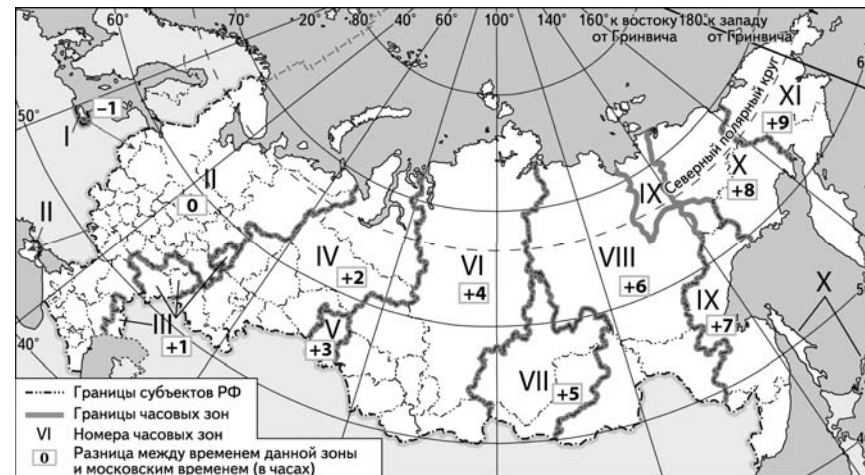 60°
70°
20° 40° 80° 100° 140° 160° к востоку 180° к западу
от Гринвича от Гринвича
50°
40°
Северный полярный круг
I
–1
II
II
0
III
+1
IV
+2
V
+3
VI
+4
VII
+5
VIII
+6
IX
IX
+7
X
+8
XI
+9
X
Границы субъектов РФ
Границы часовых зон
VI Номера часовых зон
0 Разница между временем данной зоны
и московским временем (в часах)